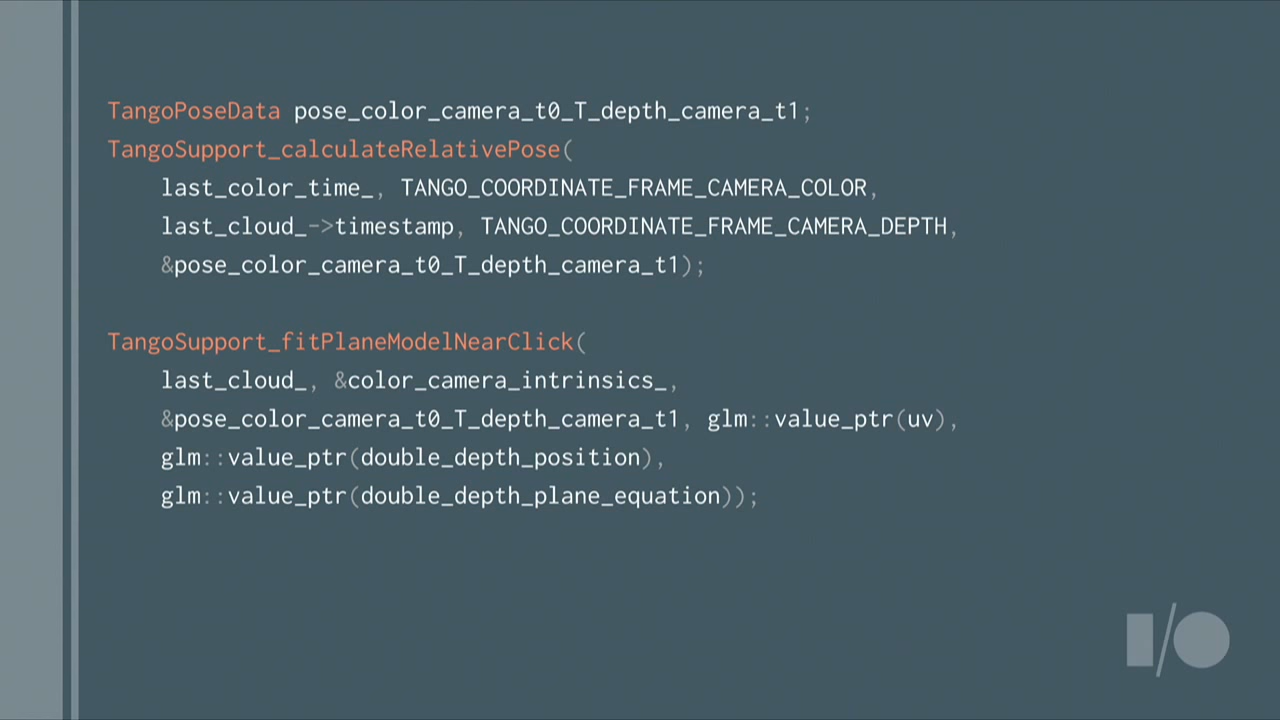 TangoPoseData pose_color_camera_t0_T_depth_camera_t1;
TangoSupport_calculateRelativePose(
last_color_time_, TANGO_COORDINATE_FRAME_CAMERA_COLOR,
last_cloud_->timestamp, TANGO_COORDINATE_FRAME_CAMERA_DEPTH,
&pose_color_camera_t0_T_depth_camera_t1);
TangoSupport_fitPlaneModelNearClick(
last_cloud_, &color_camera_intrinsics_,
&pose_color_camera_t0_T_depth_camera_t1, glm::value_ptr(uv),
glm::value_ptr(double_depth_position),
glm::value_ptr(double_depth_plane_equation));
I/O